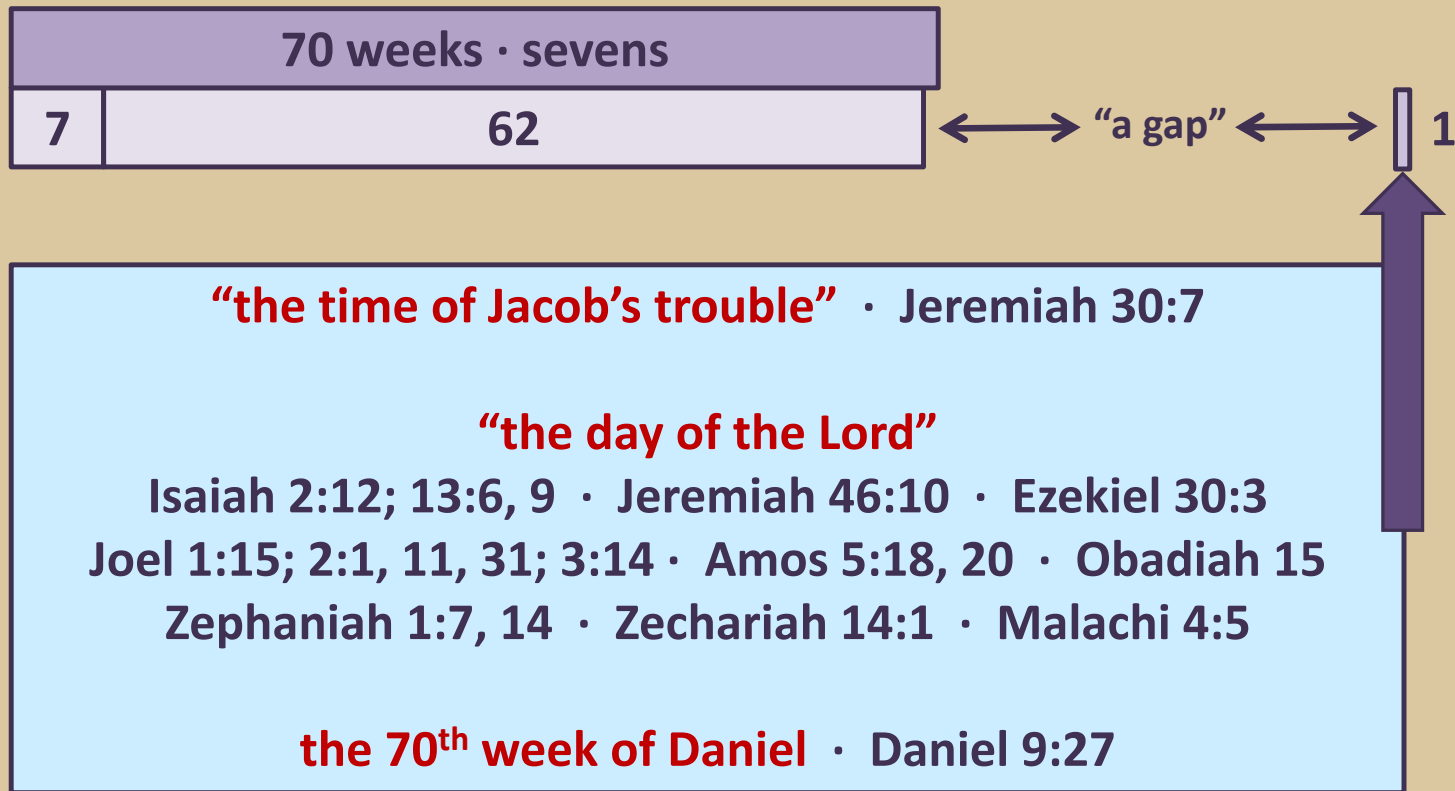 70 weeks · sevens
7 62 “a gap” 1
“the time of Jacob’s trouble” · Jeremiah 30:7
“the day of the Lord”
Isaiah 2:12; 13:6, 9 · Jeremiah 46:10 · Ezekiel 30:3
Joel 1:15; 2:1, 11, 31; 3:14 · Amos 5:18, 20 · Obadiah 15
Zephaniah 1:7, 14 · Zechariah 14:1 · Malachi 4:5
the 70th week of Daniel · Daniel 9:27